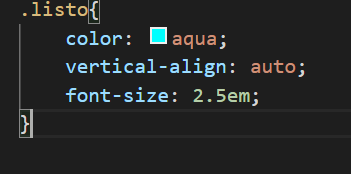 .listo{
color: aqua;
vertical-align: auto;
font-size: 2.5em;
}